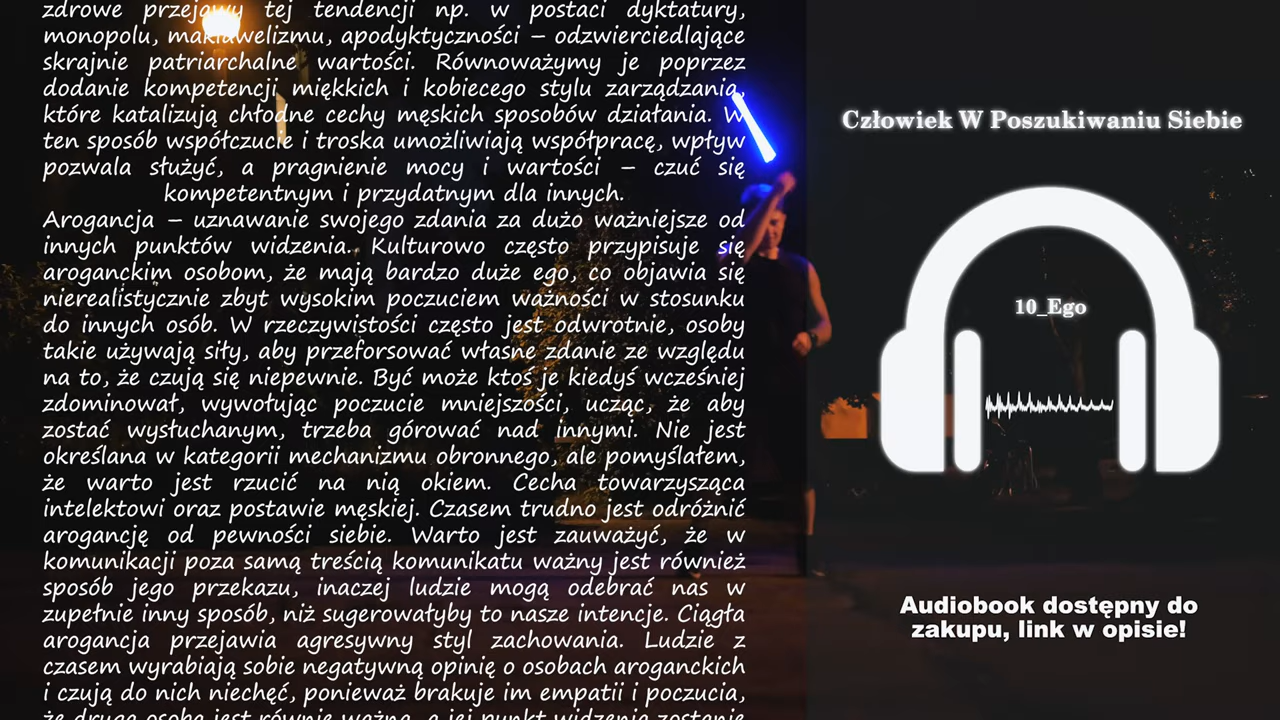 zdrowe przejawy tej tendencji np. w postaci dyktatury,
monopolu, makiawelizmu, apodyktyczności – odzwierciedlające
skrajnie patriarchalne wartości. Równoważymy je poprzez
dodanie kompetencji miękkich i kobiecego stylu zarządzania,
które katalizują chłodne cechy męskich sposobów działania. W
ten sposób współczucie i troska umożliwiają współpracę, wpływ
pozwala służyć, a pragnienie mocy i wartości – czuć się
kompetentnym i przydatnym dla innych.
Arogancja – uznawanie swojego zdania za dużo ważniejsze od
innych punktów widzenia. Kulturowo często przypisuje się
aroganckim osobom, że mają bardzo duże ego, co objawia się
nierealistycznie zbyt wysokim poczuciem ważności w stosunku
do innych osób. W rzeczywistości często jest odwrotnie, osoby
takie używają siły, aby przeforsować własne zdanie ze względu
na to, że czują się niepewnie. Być może ktoś je kiedyś wcześniej
zdominował, wywołując poczucie mniejszości, ucząc, że aby
zostać wysłuchanym, trzeba górować nad innymi. Nie jest
określana w kategorii mechanizmu obronnego, ale pomyślałem,
że warto jest rzucić na nią okiem. Cecha towarzysząca
intelektowi oraz postawie męskiej. Czasem trudno jest odróżnić
arogancję od pewności siebie. Warto jest zauważyć, że w
komunikacji poza samą treścią komunikatu ważny jest również
sposób jego przekazu, inaczej ludzie mogą odebrać nas w
zupełnie inny sposób, niż sugerowałyby to nasze intencje. Ciągła
arogancja przejawia agresywny styl zachowania. Ludzie z
czasem wyrabiają sobie negatywną opinię o osobach aroganckich
i czują do nich niechęć, ponieważ brakuje im empatii i poczucia,
że druga osoba jest równie ważna, a jej punkt widzenia zostanie
Człowiek W Poszukiwaniu Siebie
10_Ego
Audiobook dostępny do
zakupu, link w opisie!